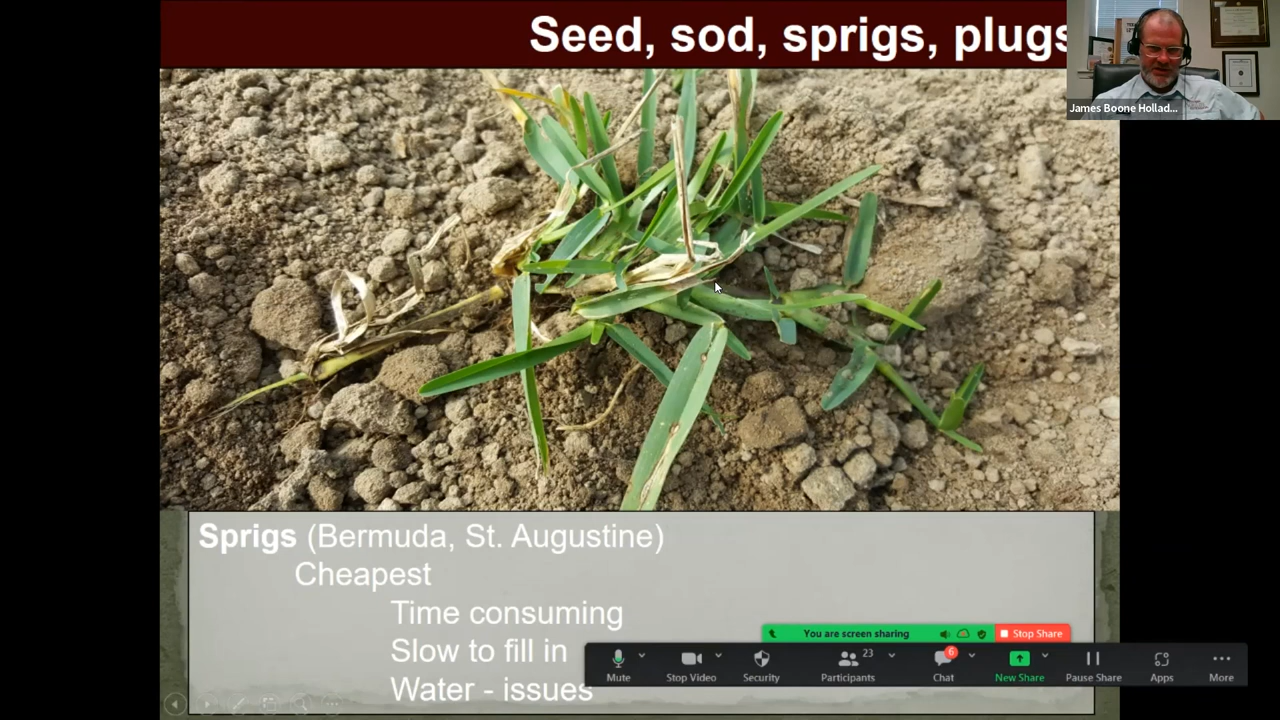 Seed, sod, sprigs, plugs
James Boone Hollad...
Sprigs (Bermuda, St. Augustine)
Cheapest
Time consuming
Slow to fill in
Water - issues
You are screen sharing
Stop Share
Mute
Stop Video
Security
23
Participants
6
Chat
New Share
Pause Share
Apps
More